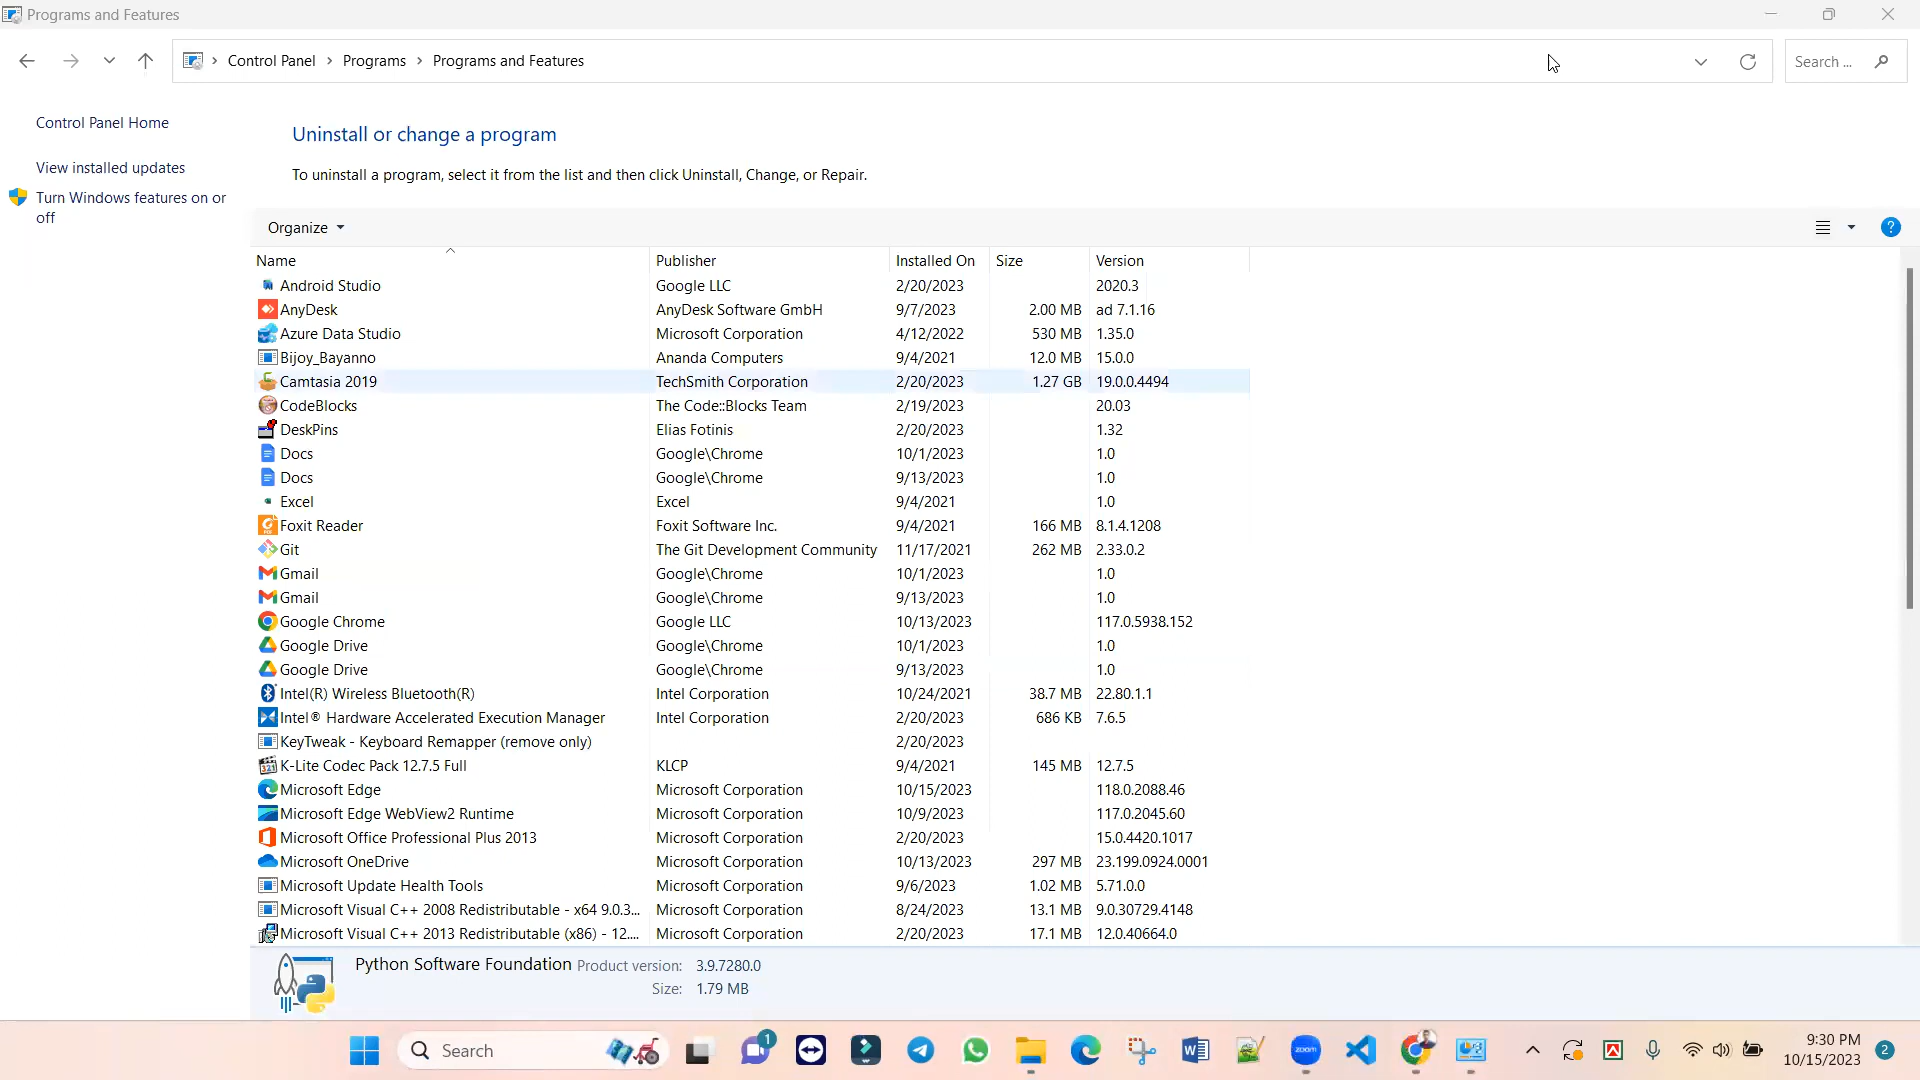 Programs and Features
Control Panel > Programs > Programs and Features
Search ...
Control Panel Home
View installed updates
Turn Windows features on or
off
Uninstall or change a program
To uninstall a program, select it from the list and then click Uninstall, Change, or Repair.
Organize
Name Publisher Installed On Size Version
Android Studio Google LLC 2/20/2023 2020.3
AnyDesk AnyDesk Software GmbH 9/7/2023 2.00 MB ad 7.1.16
Azure Data Studio Microsoft Corporation 4/12/2022 530 MB 1.35.0
Bijoy_Bayanno Ananda Computers 9/4/2021 12.0 MB 15.0.0
Camtasia 2019 TechSmith Corporation 2/20/2023 1.27 GB 19.0.0.4494
CodeBlocks The Code::Blocks Team 2/19/2023 20.03
DeskPins Elias Fotinis 2/20/2023 1.32
Docs Google\Chrome 10/1/2023 1.0
Docs Google\Chrome 9/13/2023 1.0
Excel Excel 9/4/2021 1.0
Foxit Reader Foxit Software Inc. 9/4/2021 166 MB 8.1.4.1208
Git The Git Development Community 11/17/2021 262 MB 2.33.0.2
Gmail Google\Chrome 10/1/2023 1.0
Gmail Google\Chrome 9/13/2023 1.0
Google Chrome Google LLC 10/13/2023 117.0.5938.152
Google Drive Google\Chrome 10/1/2023 1.0
Google Drive Google\Chrome 9/13/2023 1.0
Intel(R) Wireless Bluetooth(R) Intel Corporation 10/24/2021 38.7 MB 22.80.1.1
Intel® Hardware Accelerated Execution Manager Intel Corporation 2/20/2023 686 KB 7.6.5
KeyTweak - Keyboard Remapper (remove only) 2/20/2023
K-Lite Codec Pack 12.7.5 Full KLCP 9/4/2021 145 MB 12.7.5
Microsoft Edge Microsoft Corporation 10/15/2023 118.0.2088.46
Microsoft Edge WebView2 Runtime Microsoft Corporation 10/9/2023 117.0.2045.60
Microsoft Office Professional Plus 2013 Microsoft Corporation 2/20/2023 15.0.4420.1017
Microsoft OneDrive Microsoft Corporation 10/13/2023 297 MB 23.199.0924.0001
Microsoft Update Health Tools Microsoft Corporation 9/6/2023 1.02 MB 5.71.0.0
Microsoft Visual C++ 2008 Redistributable - x64 9.0.3... Microsoft Corporation 8/24/2023 13.1 MB 9.0.30729.4148
Microsoft Visual C++ 2013 Redistributable (x86) - 12.... Microsoft Corporation 2/20/2023 17.1 MB 12.0.40664.0
Python Software Foundation Product version: 3.9.7280.0
Size: 1.79 MB
Search
1
zoom
9:30 PM
10/15/2023
2